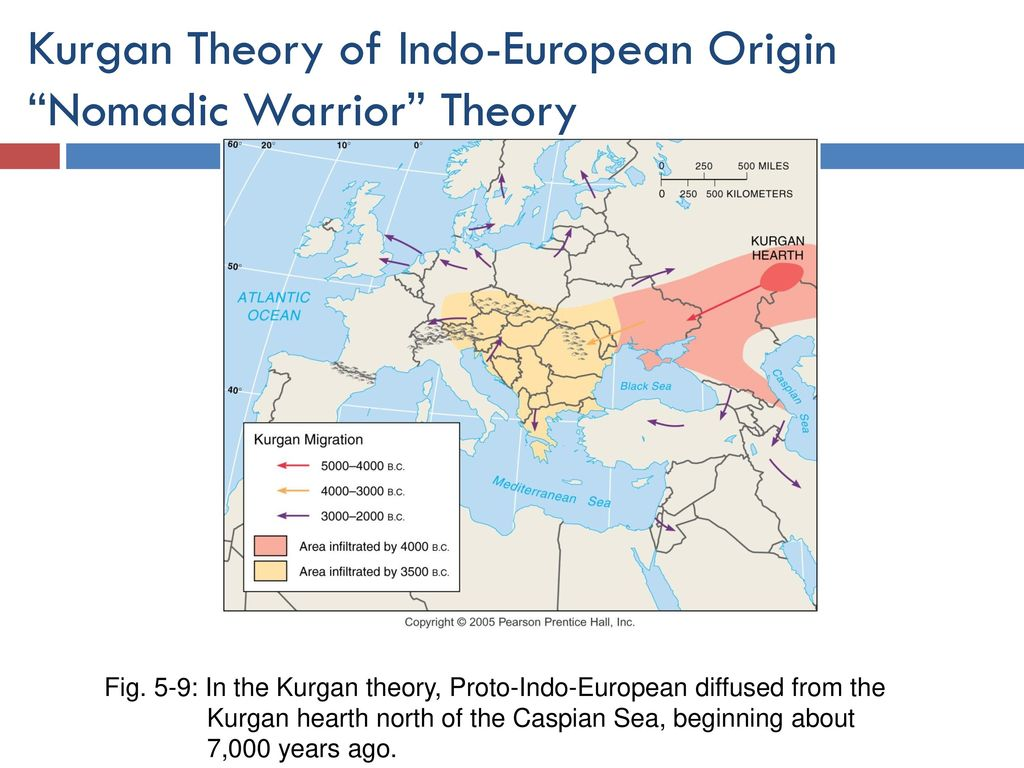 Kurgan Theory of Indo-European Origin
“Nomadic Warrior” Theory
60° 20° 10° 0°
0 250 500 MILES
0 250 500 KILOMETERS
KURGAN
HEARTH
50°
ATLANTIC
OCEAN
40°
Black Sea
Caspian Sea
Mediterranean Sea
Kurgan Migration
5000–4000 B.C.
4000–3000 B.C.
3000–2000 B.C.
Area infiltrated by 4000 B.C.
Area infiltrated by 3500 B.C.
Copyright © 2005 Pearson Prentice Hall, Inc.
Fig. 5-9: In the Kurgan theory, Proto-Indo-European diffused from the
Kurgan hearth north of the Caspian Sea, beginning about
7,000 years ago.